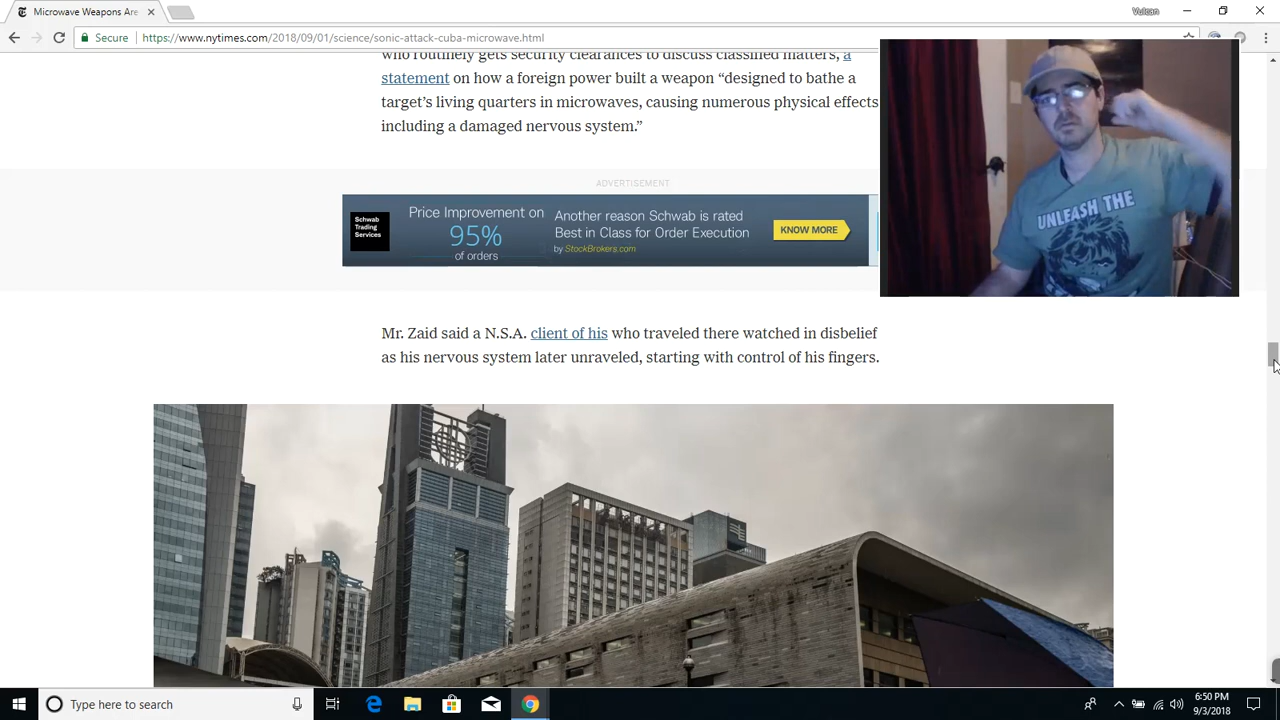 Microwave Weapons Are
Vulcan
Secure
https://www.nytimes.com/2018/09/01/science/sonic-attack-cuba-microwave.html
who routinely gets security clearances to discuss classified matters, a
statement on how a foreign power built a weapon “designed to bathe a
target’s living quarters in microwaves, causing numerous physical effects
including a damaged nervous system.”
UNLEASH THE
ADVERTISEMENT
Schwab
Trading
Services
Price Improvement on
95%
of orders
Another reason Schwab is rated
Best in Class for Order Execution
by StockBrokers.com
KNOW MORE
Mr. Zaid said a N.S.A. client of his who traveled there watched in disbelief
as his nervous system later unraveled, starting with control of his fingers.
Type here to search
6:50 PM
9/3/2018